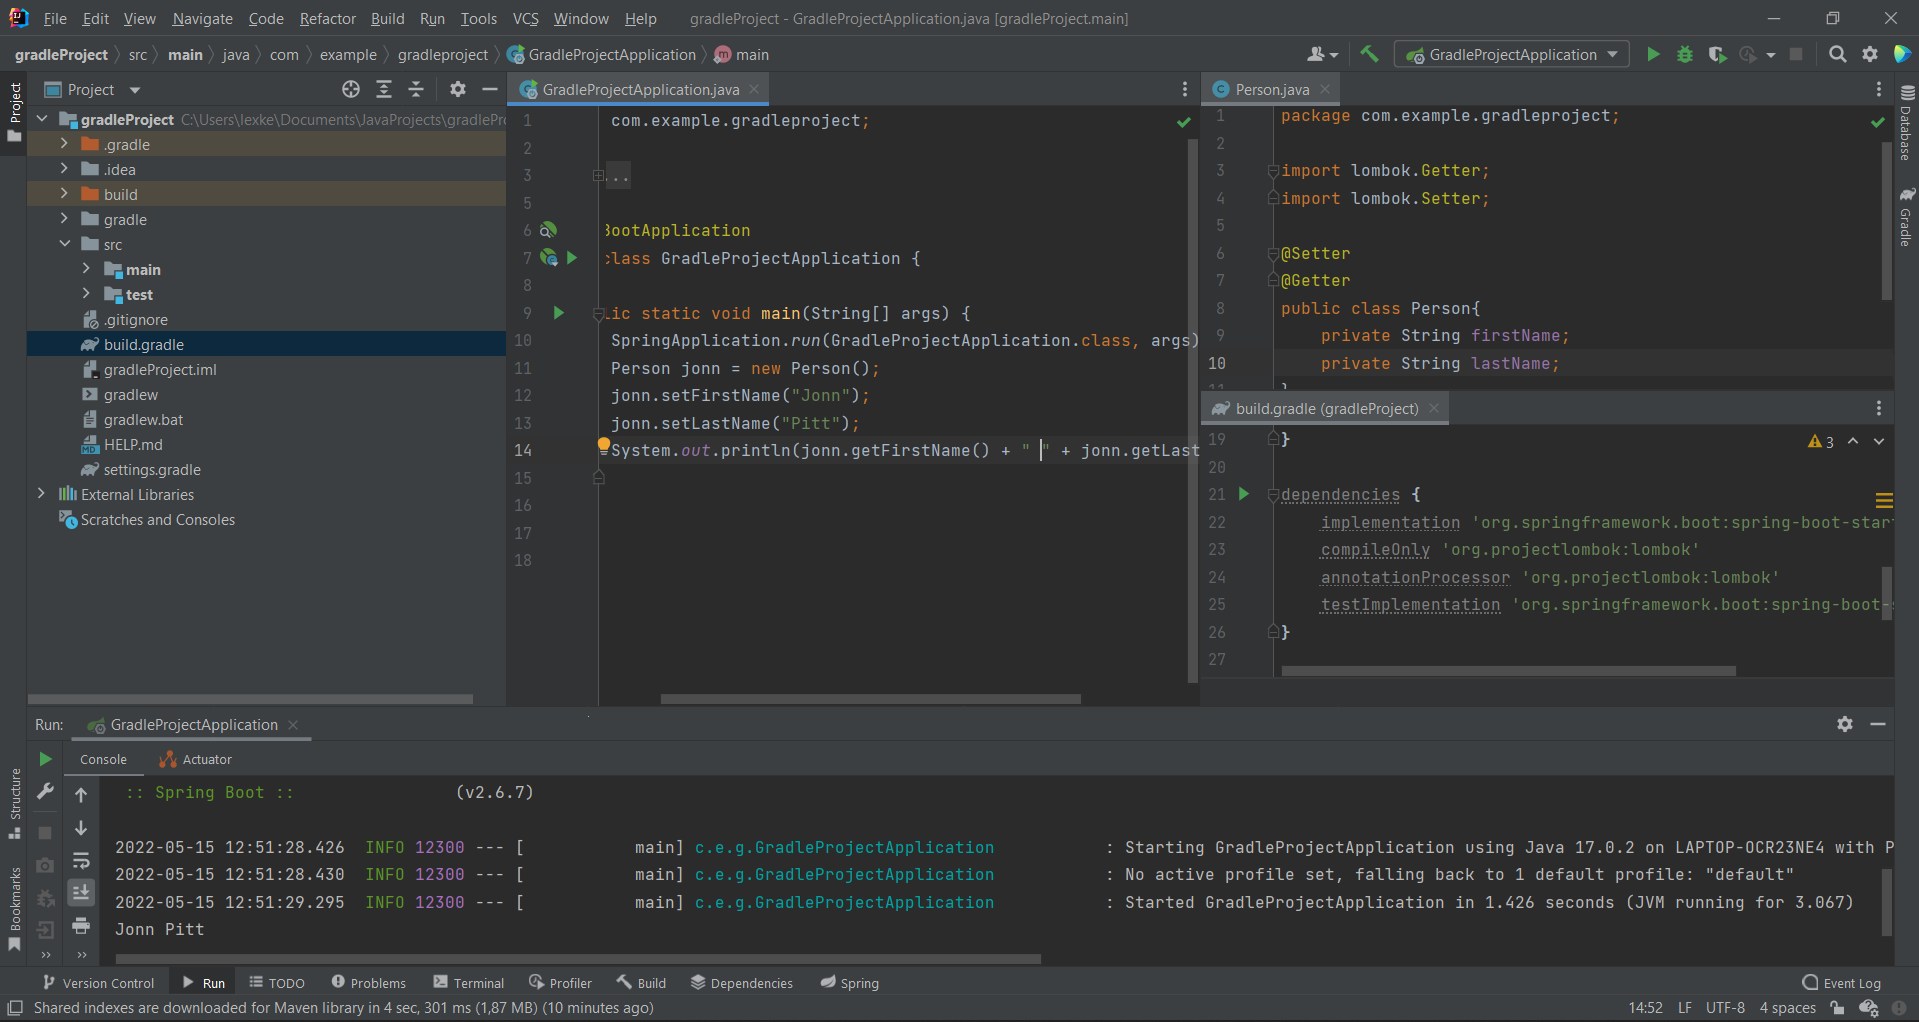 File Edit View Navigate Code Refactor Build Run Tools VCS Window Help gradleProject - GradleProjectApplication.java [gradleProject.main]
gradleProject src main java com example gradleproject GradleProjectApplication main GradleProjectApplication
Project
Project
gradleProject C:\Users\lexke\Documents\JavaProjects\gradlePr
.gradle
.idea
build
gradle
src
main
test
.gitignore
build.gradle
gradleProject.iml
gradlew
gradlew.bat
HELP.md
settings.gradle
External Libraries
Scratches and Consoles
GradleProjectApplication.java
1 com.example.gradleproject;
2
3 ...
5
6 BootApplication
7 class GradleProjectApplication {
8
9 lic static void main(String[] args) {
10 SpringApplication.run(GradleProjectApplication.class, args)
11 Person jonn = new Person();
12 jonn.setFirstName("Jonn");
13 jonn.setLastName("Pitt");
14 System.out.println(jonn.getFirstName() + " " + jonn.getLast
15
16
17
18
Person.java
1 package com.example.gradleproject;
2
3 import lombok.Getter;
4 import lombok.Setter;
5
6 @Setter
7 @Getter
8 public class Person{
9 private String firstName;
10 private String lastName;
11 }
build.gradle (gradleProject)
19 }
3
20
21 dependencies {
22 implementation 'org.springframework.boot:spring-boot-star
23 compileOnly 'org.projectlombok:lombok'
24 annotationProcessor 'org.projectlombok:lombok'
25 testImplementation 'org.springframework.boot:spring-boot-s
26 }
27
Database
Gradle
Run: GradleProjectApplication
Console Actuator
:: Spring Boot :: (v2.6.7)
2022-05-15 12:51:28.426 INFO 12300 --- [ main] c.e.g.GradleProjectApplication : Starting GradleProjectApplication using Java 17.0.2 on LAPTOP-OCR23NE4 with P
2022-05-15 12:51:28.430 INFO 12300 --- [ main] c.e.g.GradleProjectApplication : No active profile set, falling back to 1 default profile: "default"
2022-05-15 12:51:29.295 INFO 12300 --- [ main] c.e.g.GradleProjectApplication : Started GradleProjectApplication in 1.426 seconds (JVM running for 3.067)
Jonn Pitt
Structure
Bookmarks
Version Control Run TODO Problems Terminal Profiler Build Dependencies Spring Event Log
Shared indexes are downloaded for Maven library in 4 sec, 301 ms (1,87 MB) (10 minutes ago) 14:52 LF UTF-8 4 spaces